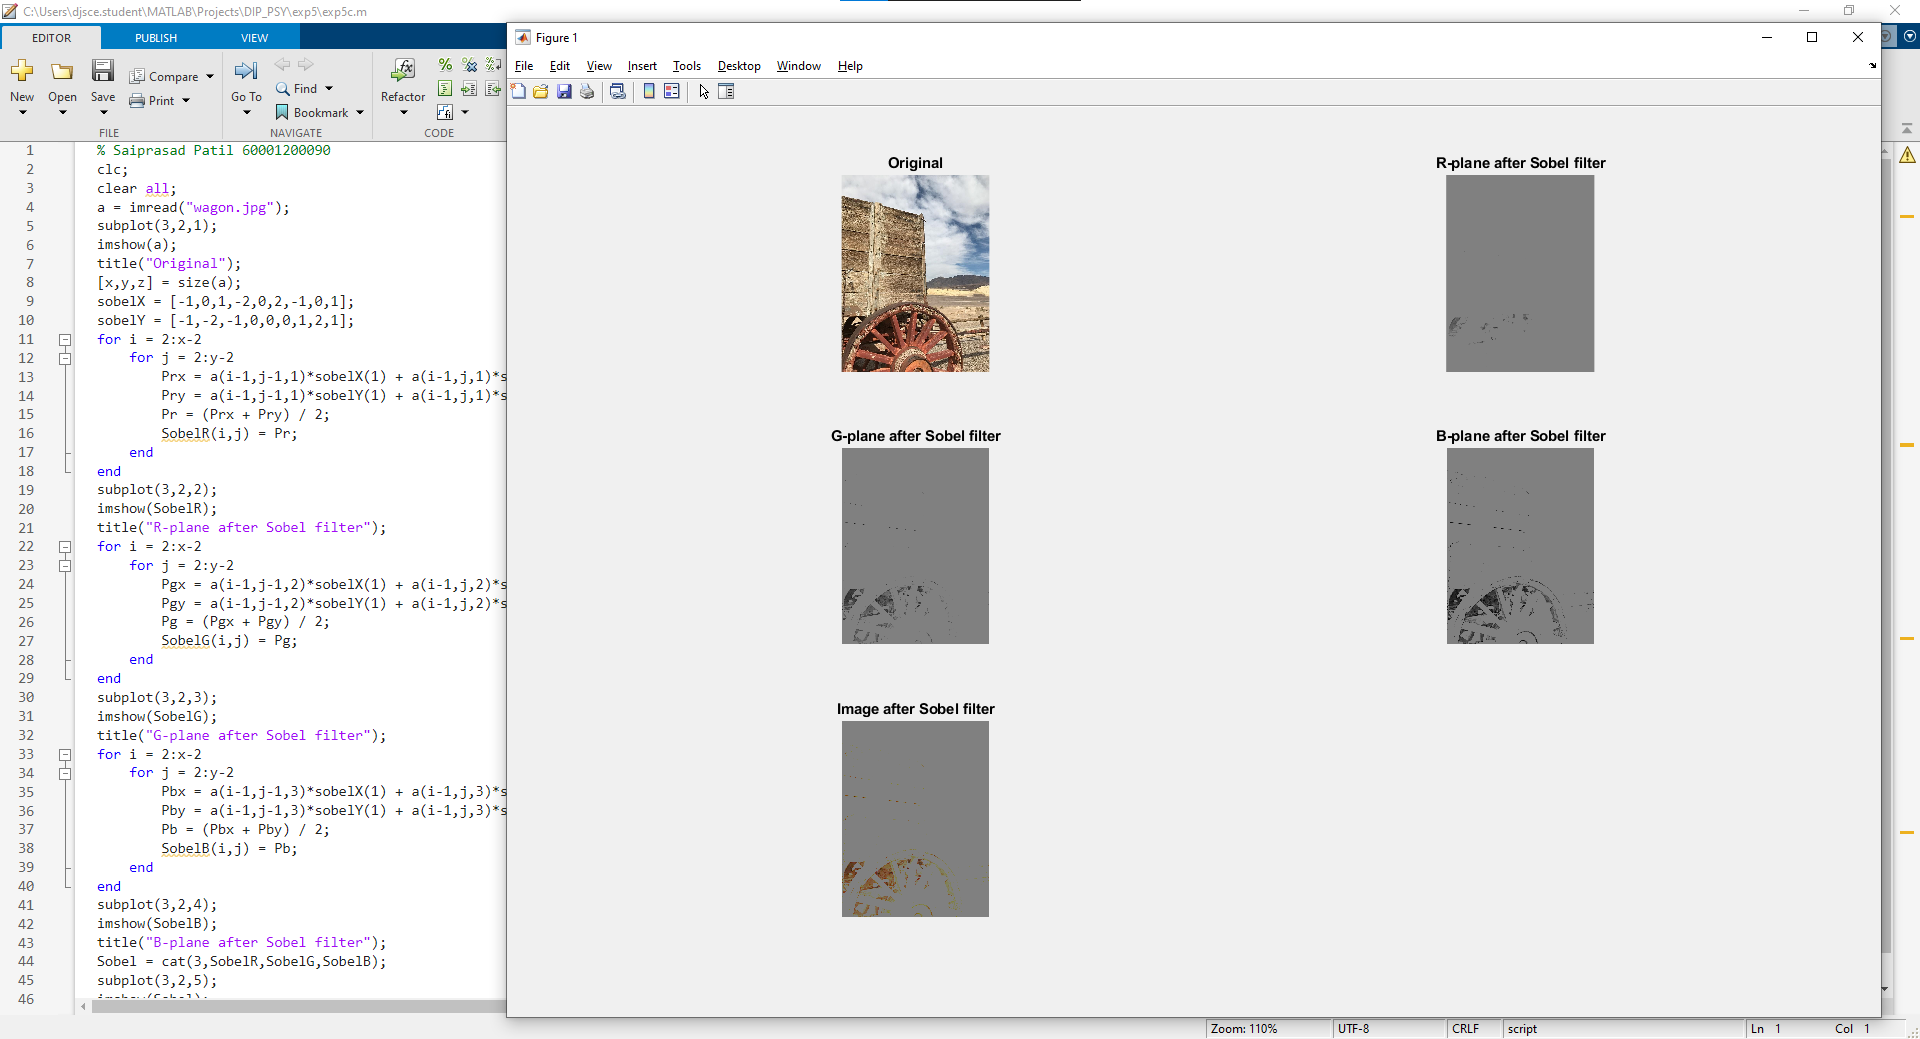 C:\Users\djsce.student\MATLAB\Projects\DIP_PSY\exp5\exp5c.m
EDITOR PUBLISH VIEW
New Open Save Compare Print
Go To Find Bookmark
Refactor
FILE NAVIGATE CODE
1 % Saiprasad Patil 60001200090
2 clc;
3 clear all;
4 a = imread("wagon.jpg");
5 subplot(3,2,1);
6 imshow(a);
7 title("Original");
8 [x,y,z] = size(a);
9 sobelX = [-1,0,1,-2,0,2,-1,0,1];
10 sobelY = [-1,-2,-1,0,0,0,1,2,1];
11 for i = 2:x-2
12 for j = 2:y-2
13 Prx = a(i-1,j-1,1)*sobelX(1) + a(i-1,j,1)*s
14 Pry = a(i-1,j-1,1)*sobelY(1) + a(i-1,j,1)*s
15 Pr = (Prx + Pry) / 2;
16 SobelR(i,j) = Pr;
17 end
18 end
19 subplot(3,2,2);
20 imshow(SobelR);
21 title("R-plane after Sobel filter");
22 for i = 2:x-2
23 for j = 2:y-2
24 Pgx = a(i-1,j-1,2)*sobelX(1) + a(i-1,j,2)*s
25 Pgy = a(i-1,j-1,2)*sobelY(1) + a(i-1,j,2)*s
26 Pg = (Pgx + Pgy) / 2;
27 SobelG(i,j) = Pg;
28 end
29 end
30 subplot(3,2,3);
31 imshow(SobelG);
32 title("G-plane after Sobel filter");
33 for i = 2:x-2
34 for j = 2:y-2
35 Pbx = a(i-1,j-1,3)*sobelX(1) + a(i-1,j,3)*s
36 Pby = a(i-1,j-1,3)*sobelY(1) + a(i-1,j,3)*s
37 Pb = (Pbx + Pby) / 2;
38 SobelB(i,j) = Pb;
39 end
40 end
41 subplot(3,2,4);
42 imshow(SobelB);
43 title("B-plane after Sobel filter");
44 Sobel = cat(3,SobelR,SobelG,SobelB);
45 subplot(3,2,5);
46 imshow(Sobel);
Figure 1
File Edit View Insert Tools Desktop Window Help
Original
R-plane after Sobel filter
G-plane after Sobel filter
B-plane after Sobel filter
Image after Sobel filter
Zoom: 110% UTF-8 CRLF script Ln 1 Col 1